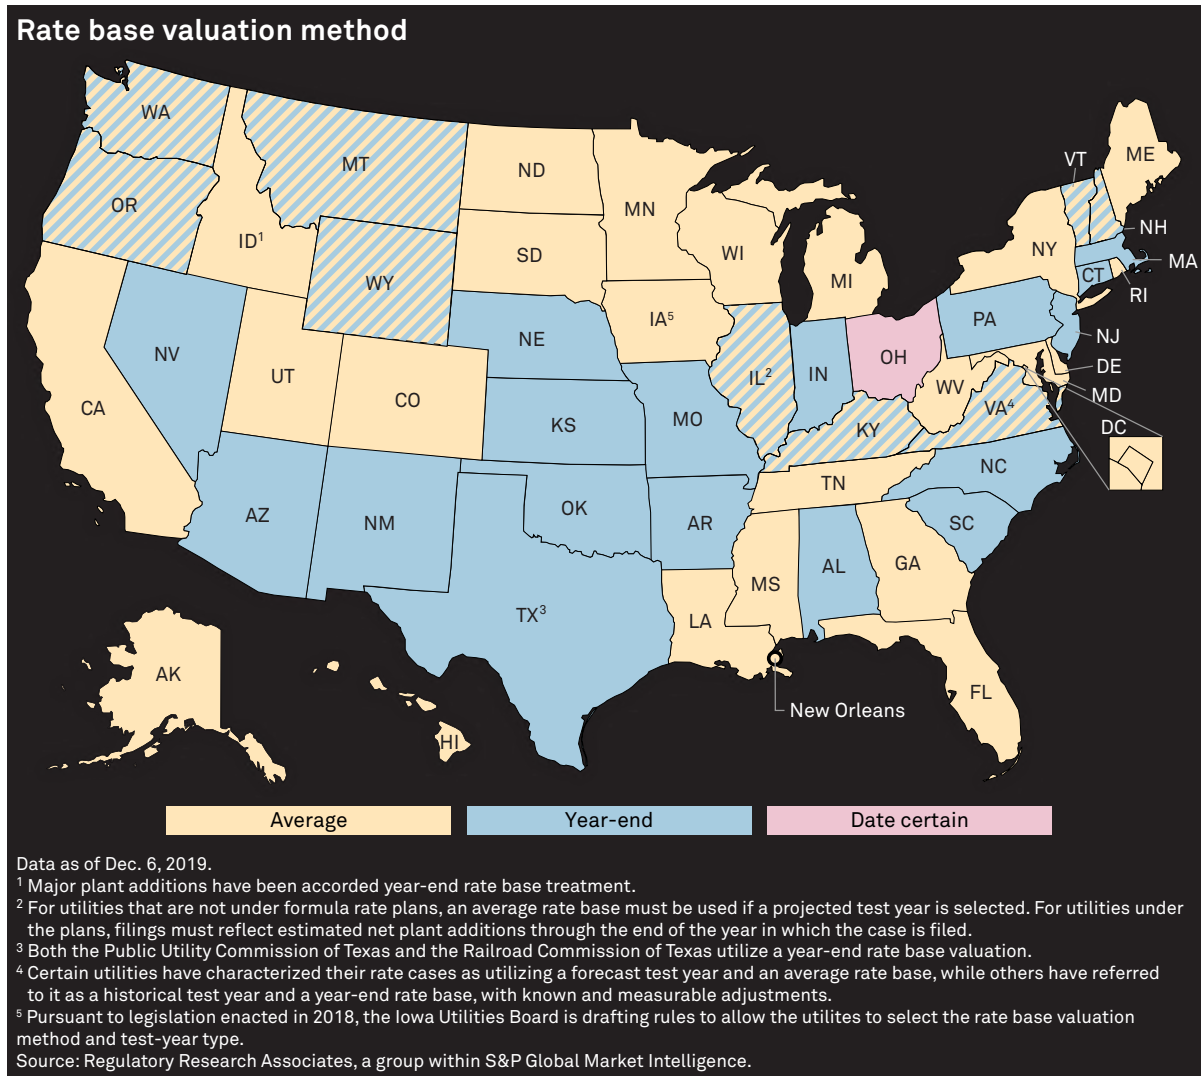 Rate base valuation method
WA
MT
ND
MN
ME
VT
OR
ID¹
SD
WI
MI
NY
NH
MA
WY
CT
RI
IA⁵
NE
PA
NJ
NV
UT
CO
IL²
IN
OH
DE
WV
MD
CA
KS
MO
KY
VA⁴
DC
TN
NC
AZ
NM
OK
AR
SC
MS
AL
GA
TX³
LA
AK
HI
FL
New Orleans
Average
Year-end
Date certain
Data as of Dec. 6, 2019.
¹ Major plant additions have been accorded year-end rate base treatment.
² For utilities that are not under formula rate plans, an average rate base must be used if a projected test year is selected. For utilities under
the plans, filings must reflect estimated net plant additions through the end of the year in which the case is filed.
³ Both the Public Utility Commission of Texas and the Railroad Commission of Texas utilize a year-end rate base valuation.
⁴ Certain utilities have characterized their rate cases as utilizing a forecast test year and an average rate base, while others have referred
to it as a historical test year and a year-end rate base, with known and measurable adjustments.
⁵ Pursuant to legislation enacted in 2018, the Iowa Utilities Board is drafting rules to allow the utilites to select the rate base valuation
method and test-year type.
Source: Regulatory Research Associates, a group within S&P Global Market Intelligence.